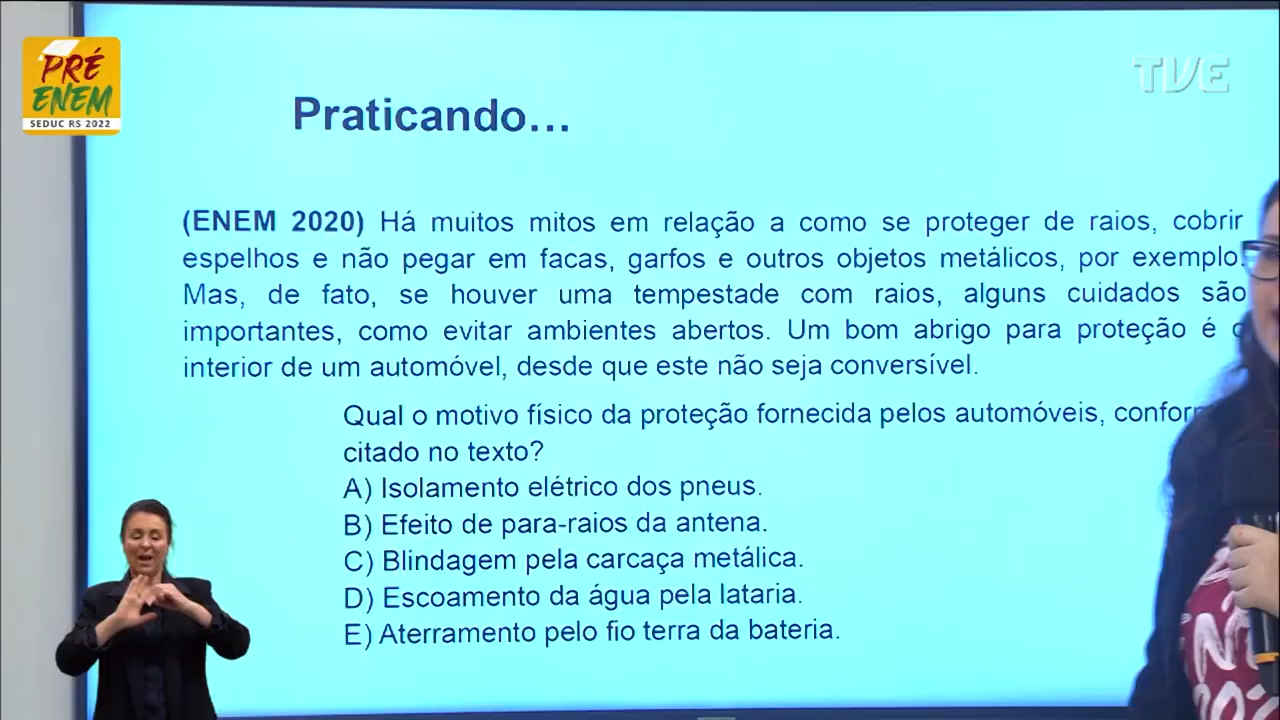 PRÉ
ENEM
SEDUC RS 2022
TVE
Praticando...
(ENEM 2020) Há muitos mitos em relação a como se proteger de raios, cobrir
espelhos e não pegar em facas, garfos e outros objetos metálicos, por exemplo.
Mas, de fato, se houver uma tempestade com raios, alguns cuidados são
importantes, como evitar ambientes abertos. Um bom abrigo para proteção é
interior de um automóvel, desde que este não seja conversível.
Qual o motivo físico da proteção fornecida pelos automóveis,
citado no texto?
A) Isolamento elétrico dos pneus.
B) Efeito de para-raios da antena.
C) Blindagem pela carcaça metálica.
D) Escoamento da água pela lataria.
E) Aterramento pelo fio terra da bateria.